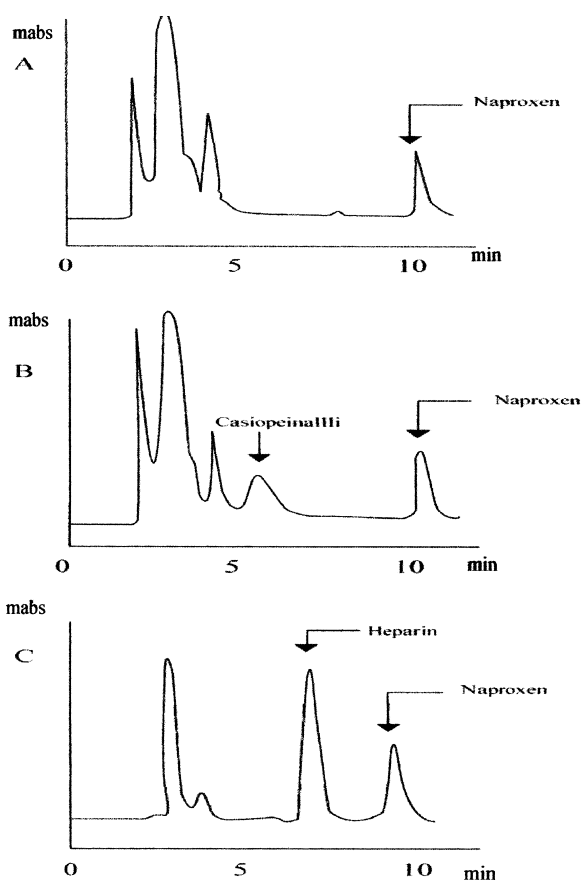 mabs
A
Naproxen
0 5 10 min
mabs
B
CasiopeinaIIIi
Naproxen
0 5 10 min
mabs
C
Heparin
Naproxen
0 5 10 min